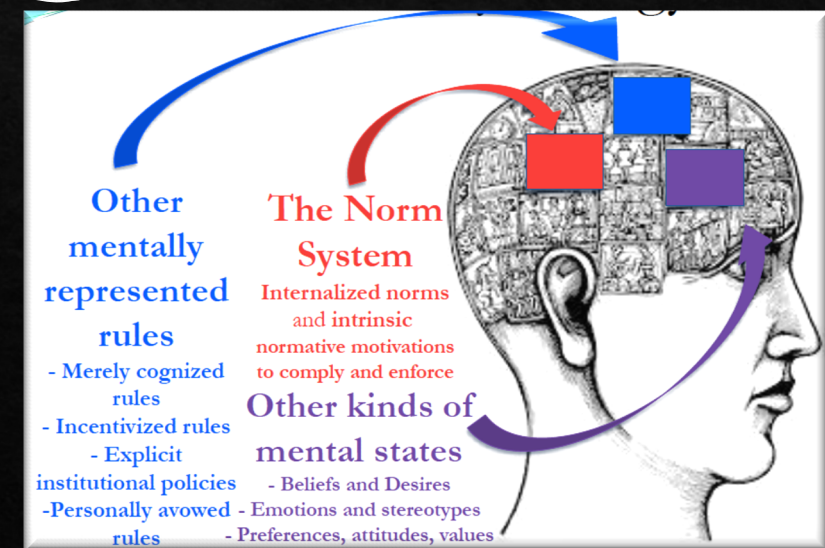 Other
mentally
represented
rules
- Merely cognized
rules
- Incentivized rules
- Explicit
institutional policies
-Personally avowed
rules
The Norm
System
Internalized norms
and intrinsic
normative motivations
to comply and enforce
Other kinds of
mental states
- Beliefs and Desires
- Emotions and stereotypes
- Preferences, attitudes, values